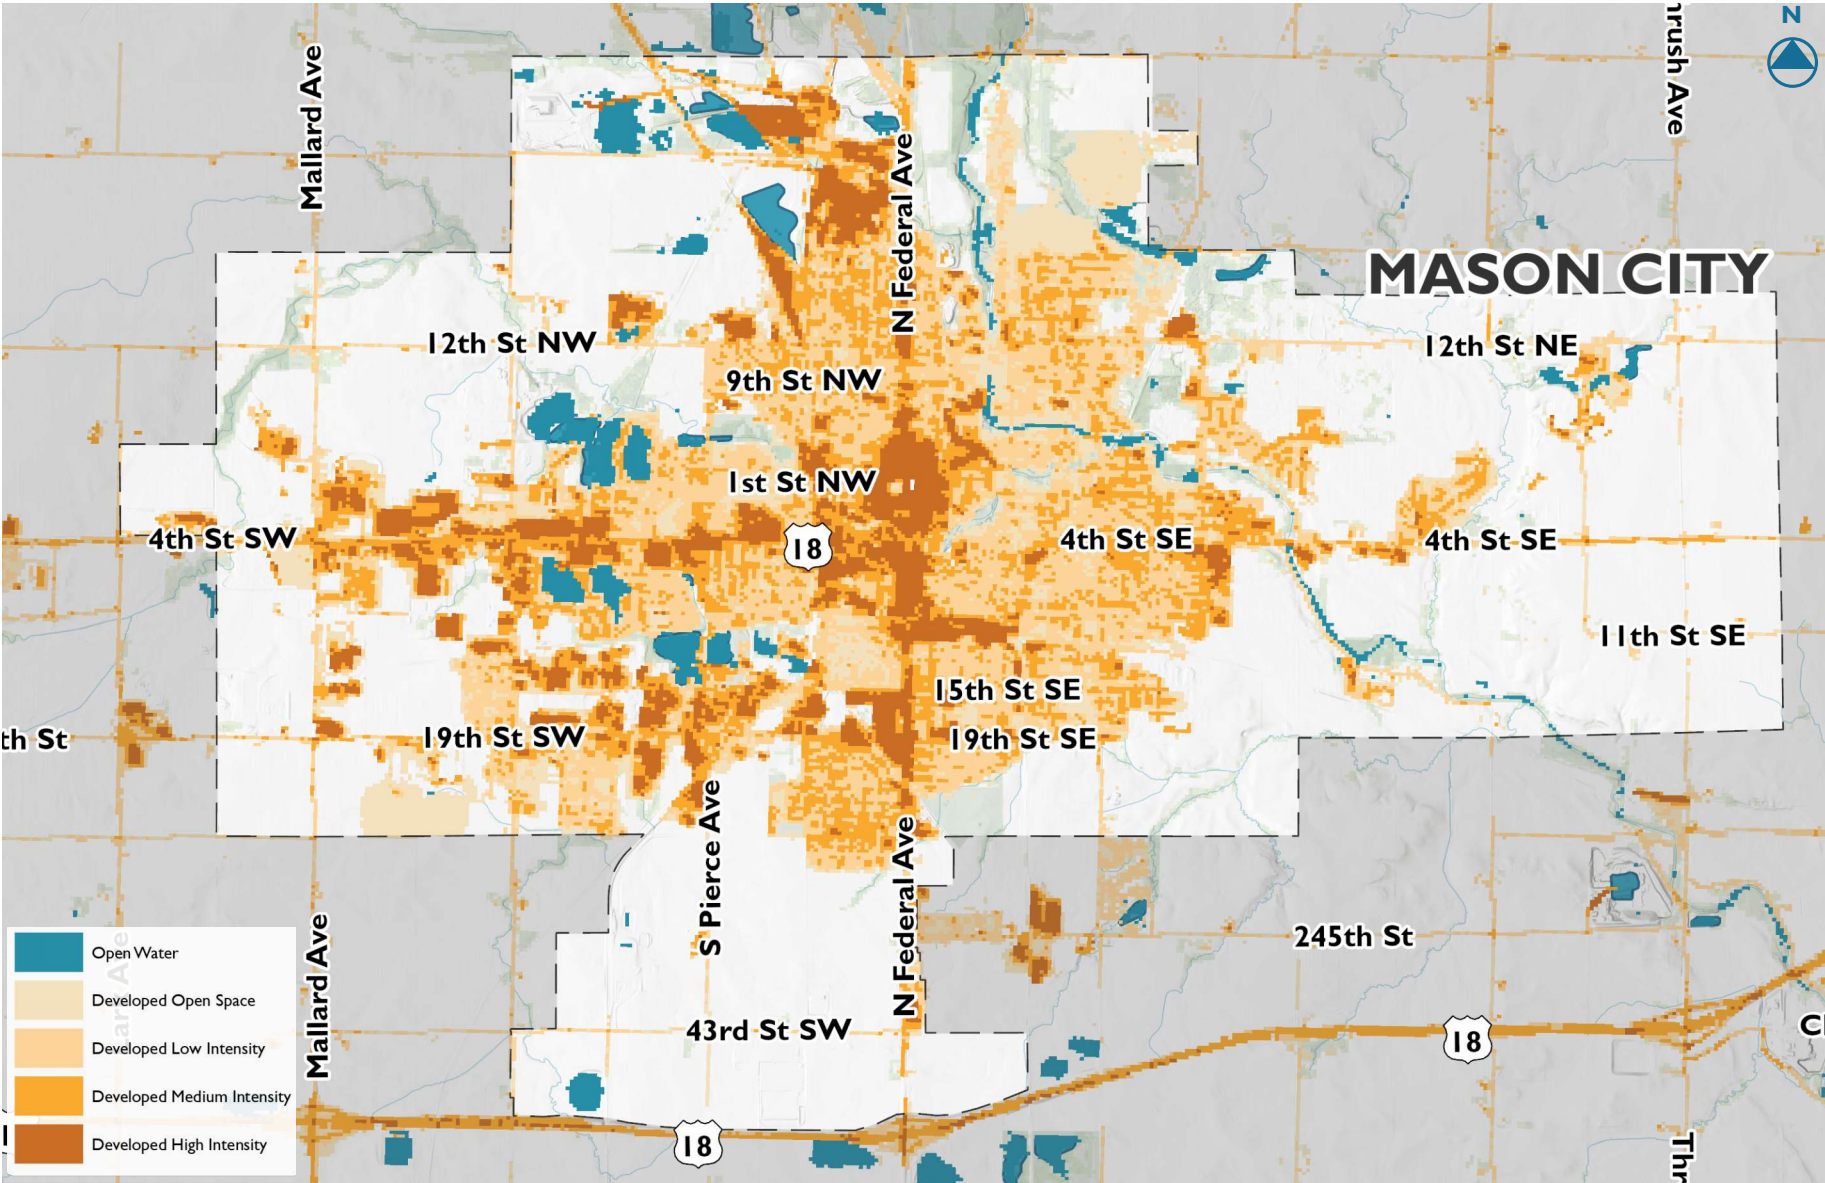 N
Mallard Ave
hrush Ave
N Federal Ave
MASON CITY
12th St NW
12th St NE
9th St NW
1st St NW
4th St SW
18
4th St SE
4th St SE
11th St SE
15th St SE
th St
19th St SW
19th St SE
S Pierce Ave
N Federal Ave
Mallard Ave
245th St
43rd St SW
18
18
Thr
Open Water
Developed Open Space
Developed Low Intensity
Developed Medium Intensity
Developed High Intensity